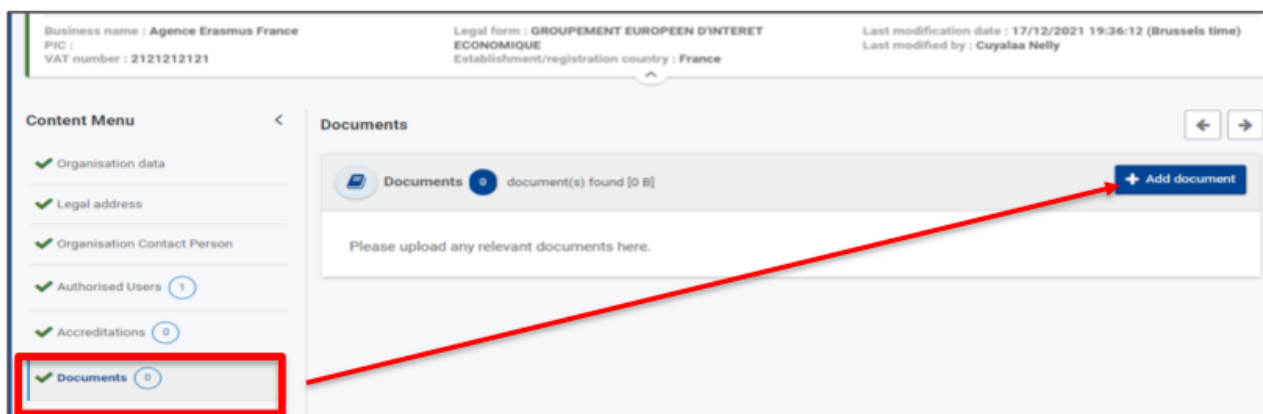 Business name : Agence Erasmus France
PIC :
VAT number : 2121212121
Legal form : GROUPEMENT EUROPEEN D'INTERET
ECONOMIQUE
Establishment/registration country : France
Last modification date : 17/12/2021 19:36:12 (Brussels time)
Last modified by : Cuyalaa Nelly
Content Menu
Organisation data
Legal address
Organisation Contact Person
Authorised Users 1
Accreditations 0
Documents 0
Documents
Documents 0 document(s) found [0 B]
+ Add document
Please upload any relevant documents here.